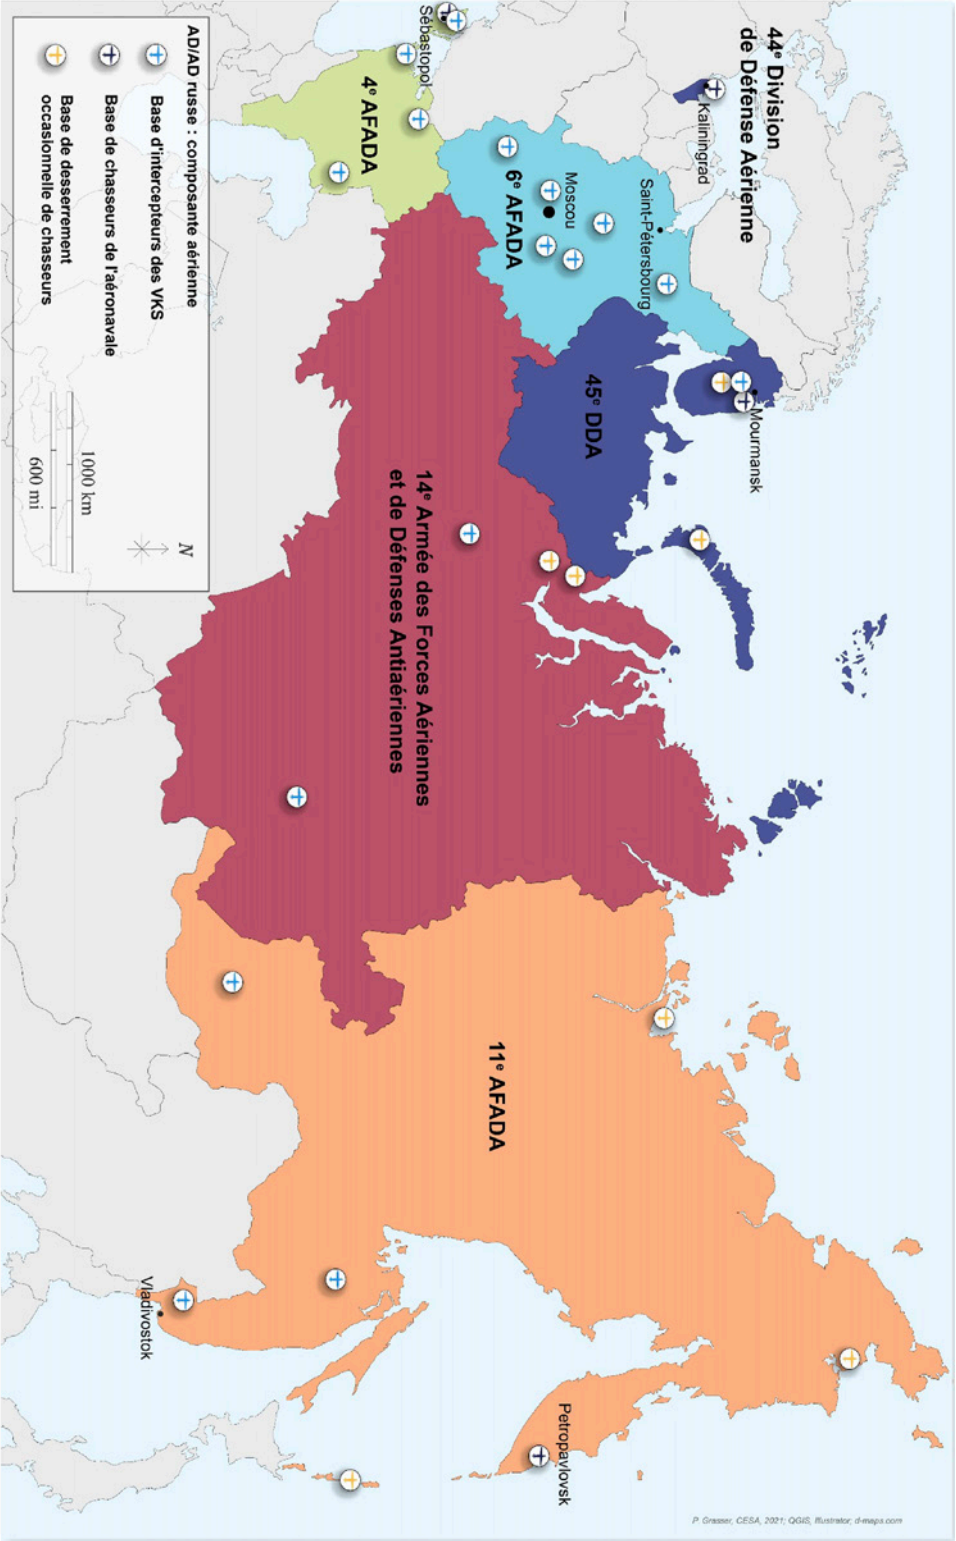 44e Division
de Défense Aérienne
Kaliningrad
Saint-Pétersbourg
Mourmansk
Moscou
6e AFADA
45e DDA
Sébastopol
4e AFADA
14e Armée des Forces Aériennes
et de Défenses Antiaériennes
11e AFADA
Petropavlovsk
Vladivostok
AD/AD russe : composante aérienne
Base d'intercepteurs des VKS
Base de chasseurs de l'aéronavale
Base de desserrement
occasionnelle de chasseurs
N
1000 km
600 mi
P. Grasser, CESA, 2021; QGIS, Illustrator; d-maps.com